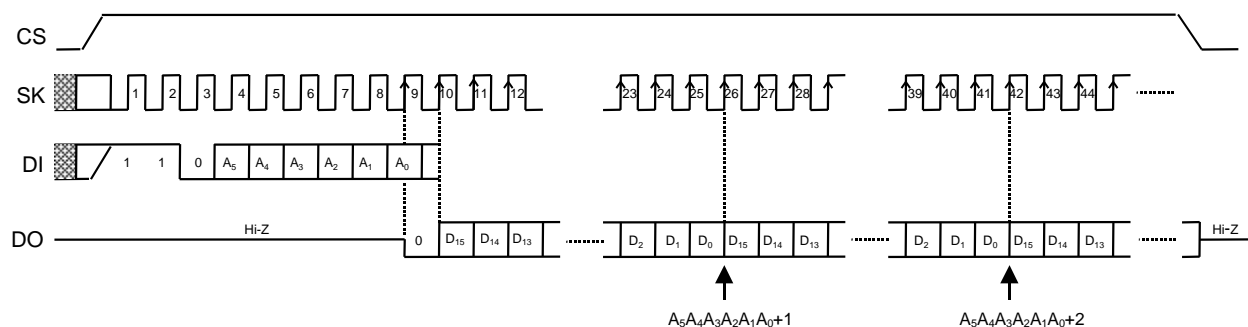 CS
SK 1 2 3 4 5 6 7 8 9 10 11 12 23 24 25 26 27 28 39 40 41 42 43 44
DI 1 1 0 A₅ A₄ A₃ A₂ A₁ A₀
Hi-Z Hi-Z
DO 0 D₁₅ D₁₄ D₁₃ D₂ D₁ D₀ D₁₅ D₁₄ D₁₃ D₂ D₁ D₀ D₁₅ D₁₄ D₁₃
A₅A₄A₃A₂A₁A₀+1 A₅A₄A₃A₂A₁A₀+2